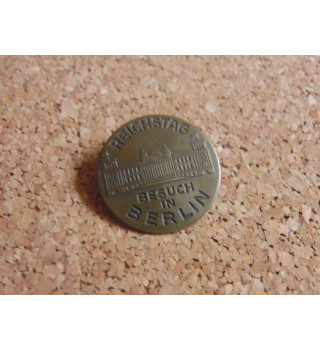 REICHSTAG
BESUCH
IN
BERLIN